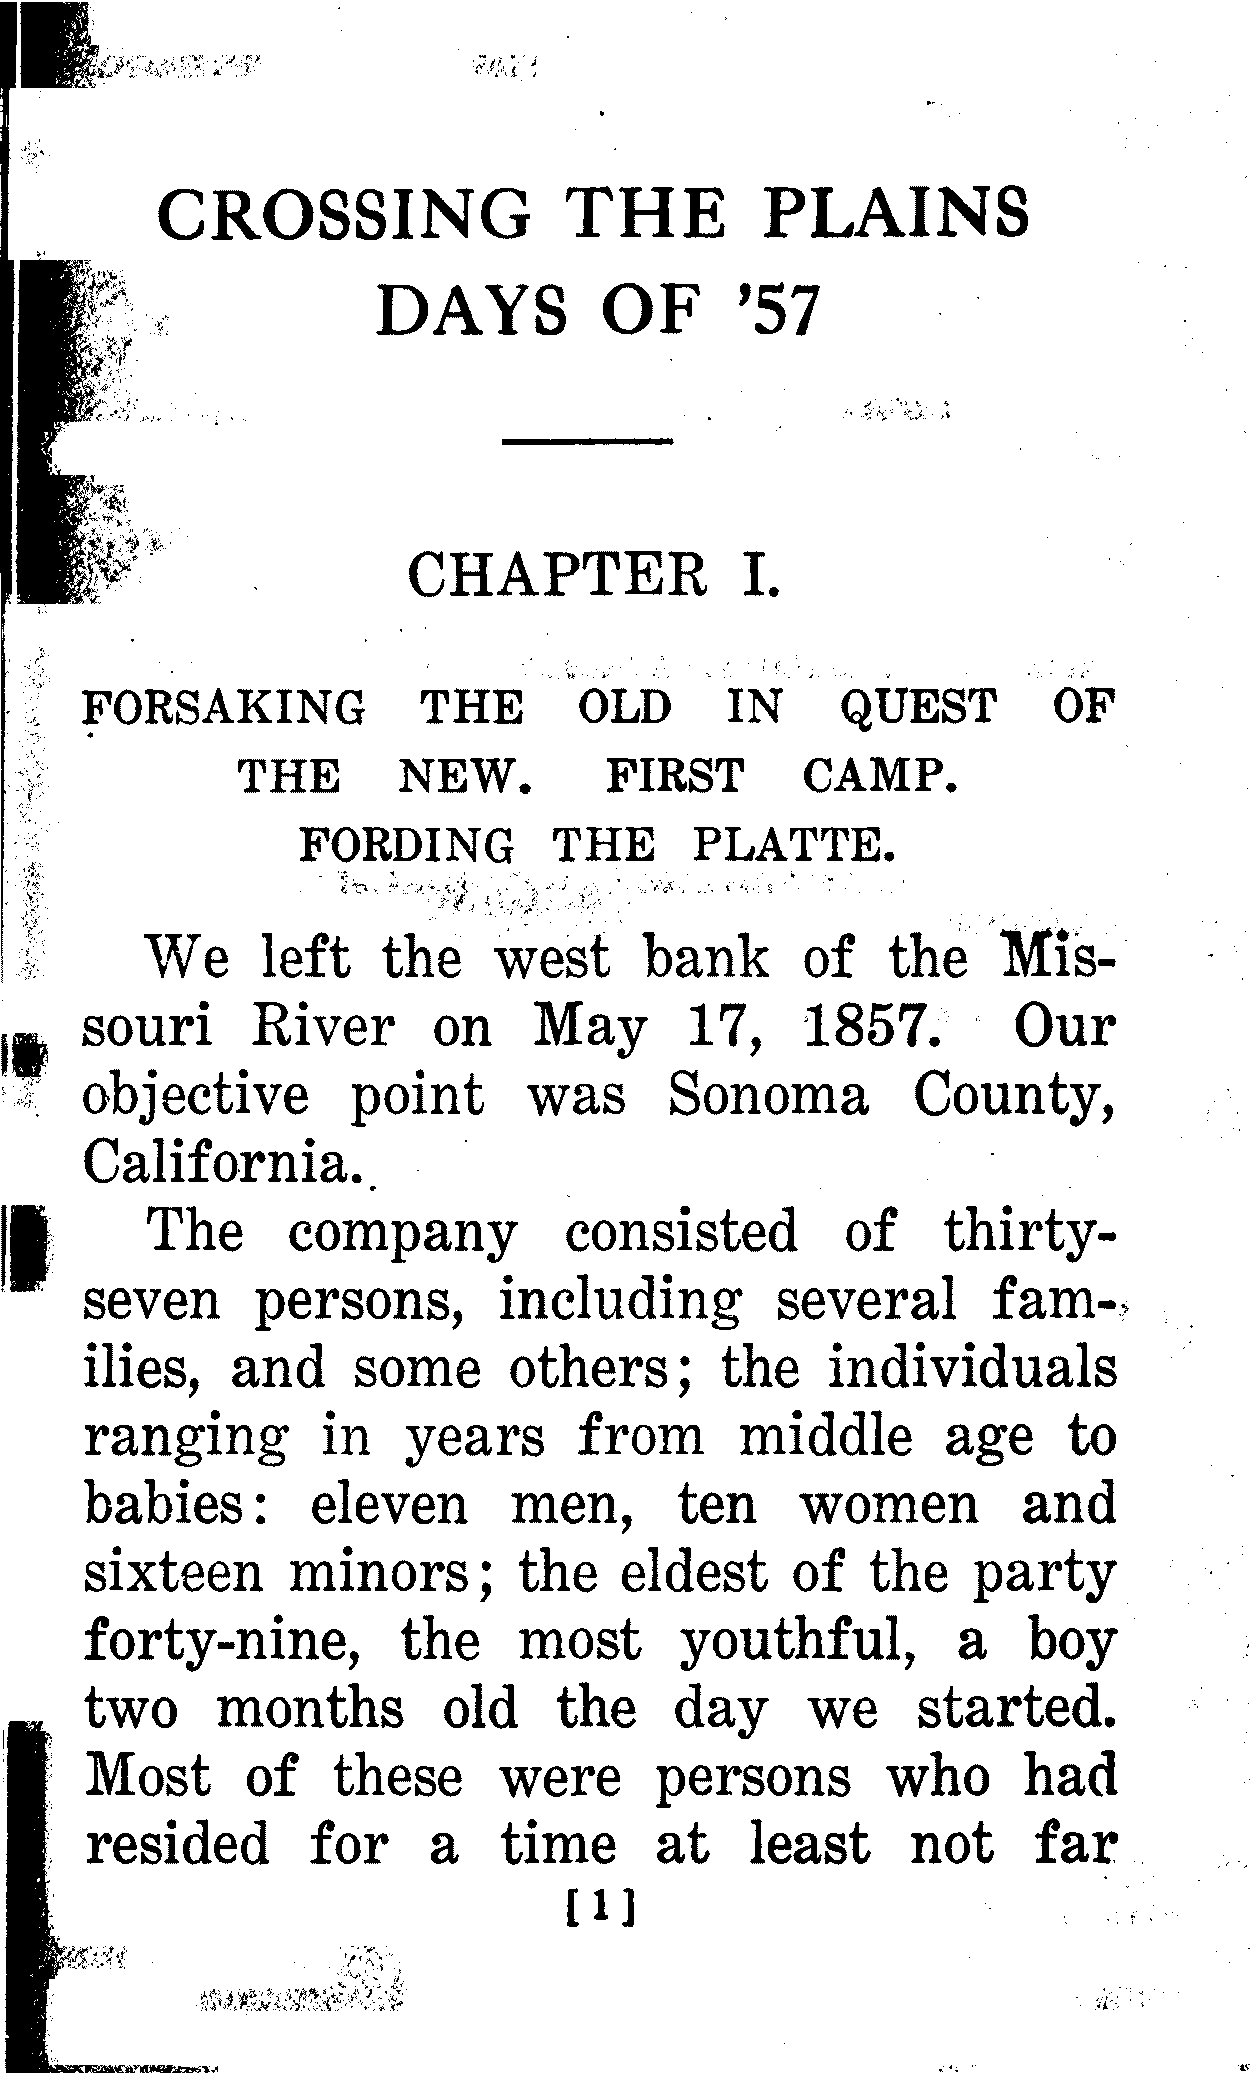 CROSSING THE PLAINS
DAYS OF '57
CHAPTER I.
FORSAKING THE OLD IN QUEST OF
THE NEW. FIRST CAMP.
FORDING THE PLATTE.
We left the west bank of the Mis-
souri River on May 17, 1857. Our
objective point was Sonoma County,
California.
The company consisted of thirty-
seven persons, including several fam-
ilies, and some others; the individuals
ranging in years from middle age to
babies: eleven men, ten women and
sixteen minors; the eldest of the party
forty-nine, the most youthful, a boy
two months old the day we started.
Most of these were persons who had
resided for a time at least not far
[1]